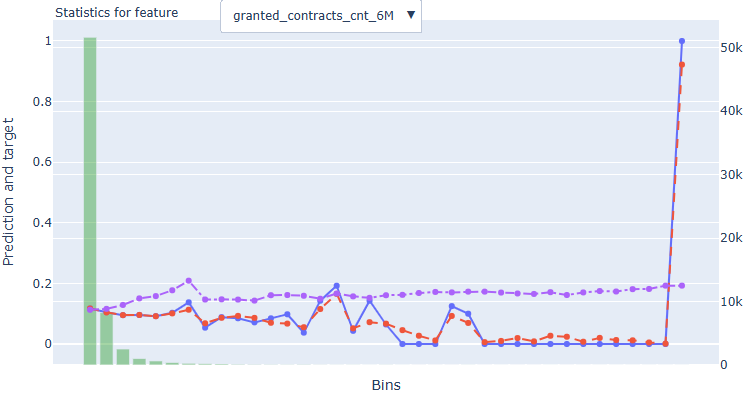 Statistics for feature
granted_contracts_cnt_6M ▼
Prediction and target
1
0.8
0.6
0.4
0.2
0
50k
40k
30k
20k
10k
0
Bins